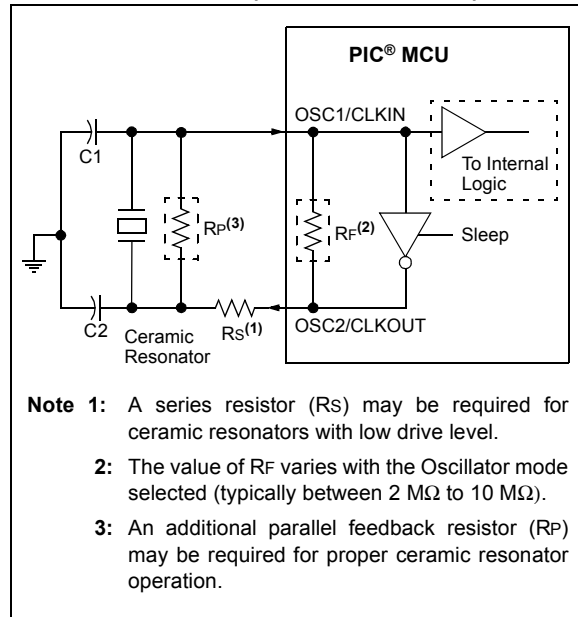 PIC® MCU
OSC1/CLKIN
C1
To Internal
Logic
RP(3)
RF(2)
Sleep
C2
Ceramic
Resonator
RS(1)
OSC2/CLKOUT
Note 1: A series resistor (RS) may be required for
ceramic resonators with low drive level.
2: The value of RF varies with the Oscillator mode
selected (typically between 2 MΩ to 10 MΩ).
3: An additional parallel feedback resistor (RP)
may be required for proper ceramic resonator
operation.